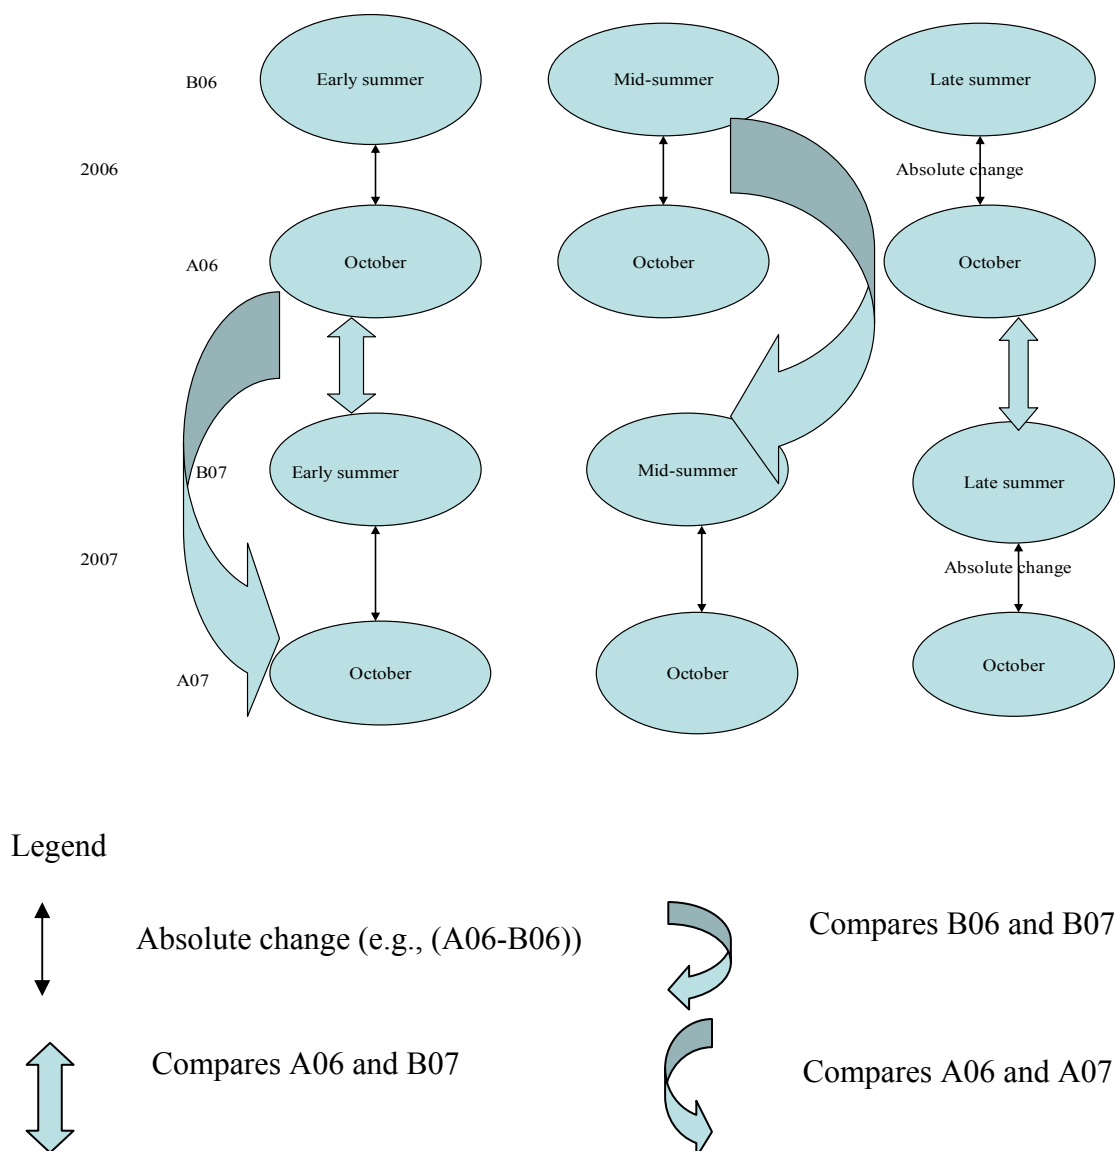 B06
Early summer
Mid-summer
Late summer
2006
Absolute change
A06
October
October
October
B07
Early summer
Mid-summer
Late summer
2007
Absolute change
A07
October
October
October
Legend
Absolute change (e.g., (A06-B06))
Compares B06 and B07
Compares A06 and B07
Compares A06 and A07